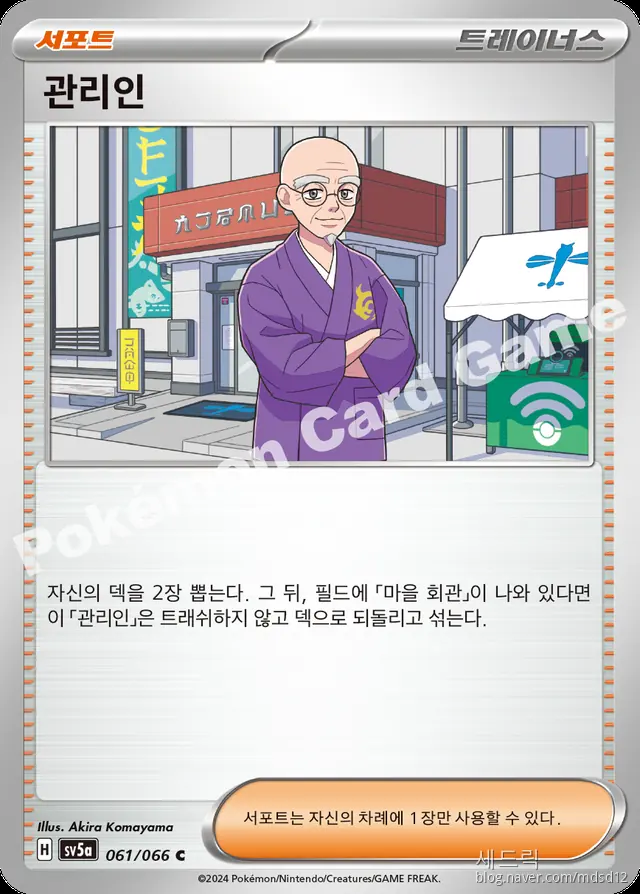 서포트
트레이너스
관리인
Pokémon Card Game
자신의 덱을 2장 뽑는다. 그 뒤, 필드에 「마을 회관」이 나와 있다면
이 「관리인」은 트래쉬하지 않고 덱으로 되돌리고 섞는다.
서포트는 자신의 차례에 1장만 사용할 수 있다.
Illus. Akira Komayama
H sv5a 061/066 C
©2024 Pokémon/Nintendo/Creatures/GAME FREAK.
세드릭
blog.naver.com/mdsd12